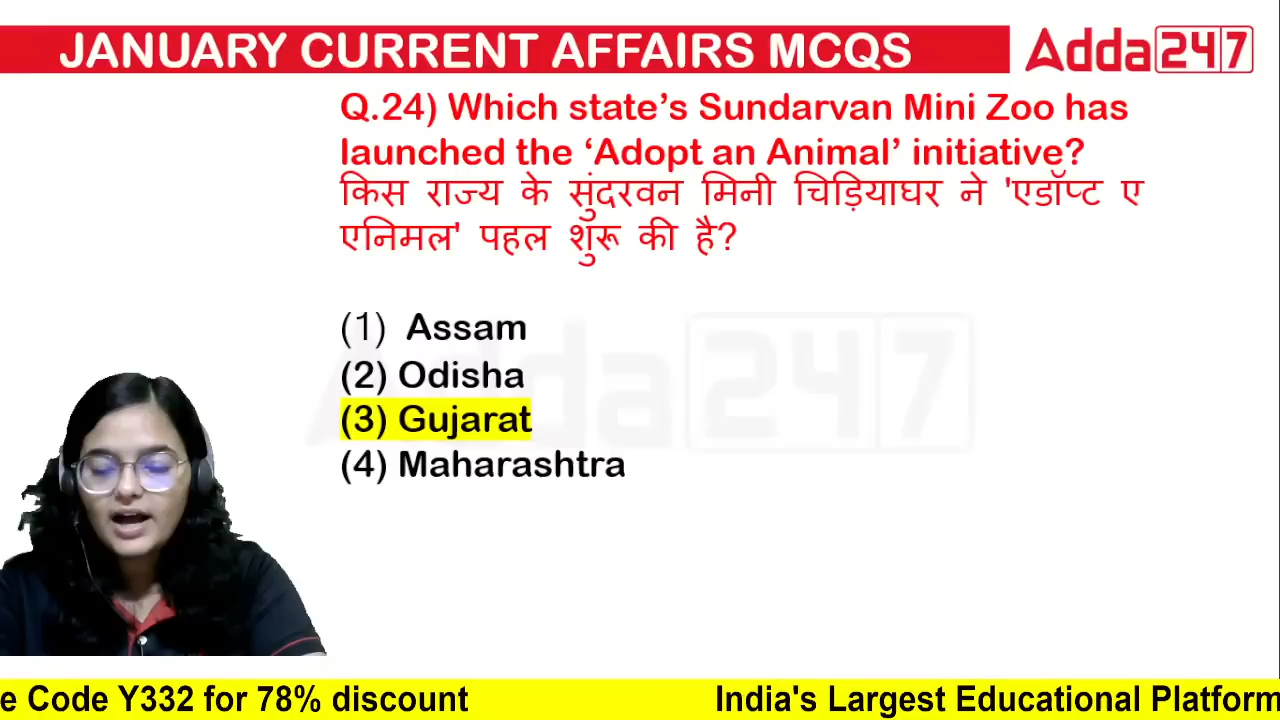 JANUARY CURRENT AFFAIRS MCQS
Adda247
Q.24) Which state’s Sundarvan Mini Zoo has
launched the ‘Adopt an Animal’ initiative?
किस राज्य के सुंदरवन मिनी चिड़ियाघर ने 'एडॉप्ट ए
एनिमल' पहल शुरू की है?
(1) Assam
(2) Odisha
(3) Gujarat
(4) Maharashtra
Adda247
e Code Y332 for 78% discount India's Largest Educational Platform